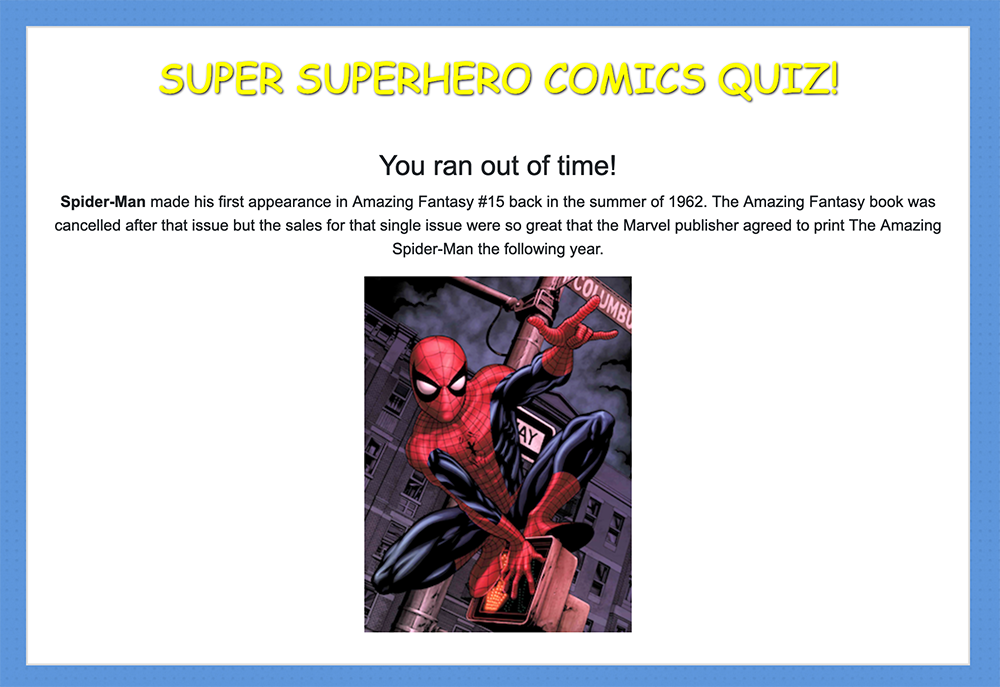 SUPER SUPERHERO COMICS QUIZ!
You ran out of time!
Spider-Man made his first appearance in Amazing Fantasy #15 back in the summer of 1962. The Amazing Fantasy book was
cancelled after that issue but the sales for that single issue were so great that the Marvel publisher agreed to print The Amazing
Spider-Man the following year.
COLUMBU
WAY